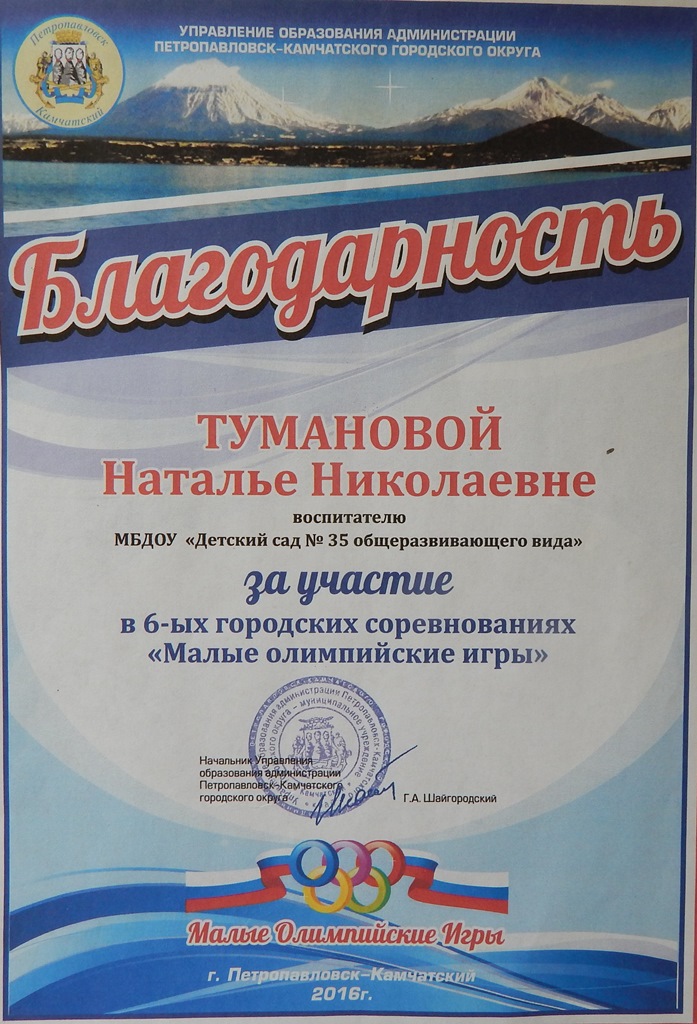 Петропавловск
Камчатский
УПРАВЛЕНИЕ ОБРАЗОВАНИЯ АДМИНИСТРАЦИИ
ПЕТРОПАВЛОВСК–КАМЧАТСКОГО ГОРОДСКОГО ОКРУГА
Благодарность
ТУМАНОВОЙ
Наталье Николаевне
воспитателю
МБДОУ «Детский сад № 35 общеразвивающего вида»
за участие
в 6-ых городских соревнованиях
«Малые олимпийские игры»
Начальник Управления
образования администрации
Петропавловск–Камчатского
городского округа
Г.А. Шайгородский
Малые Олимпийские Игры
г. Петропавловск–Камчатский
2016г.